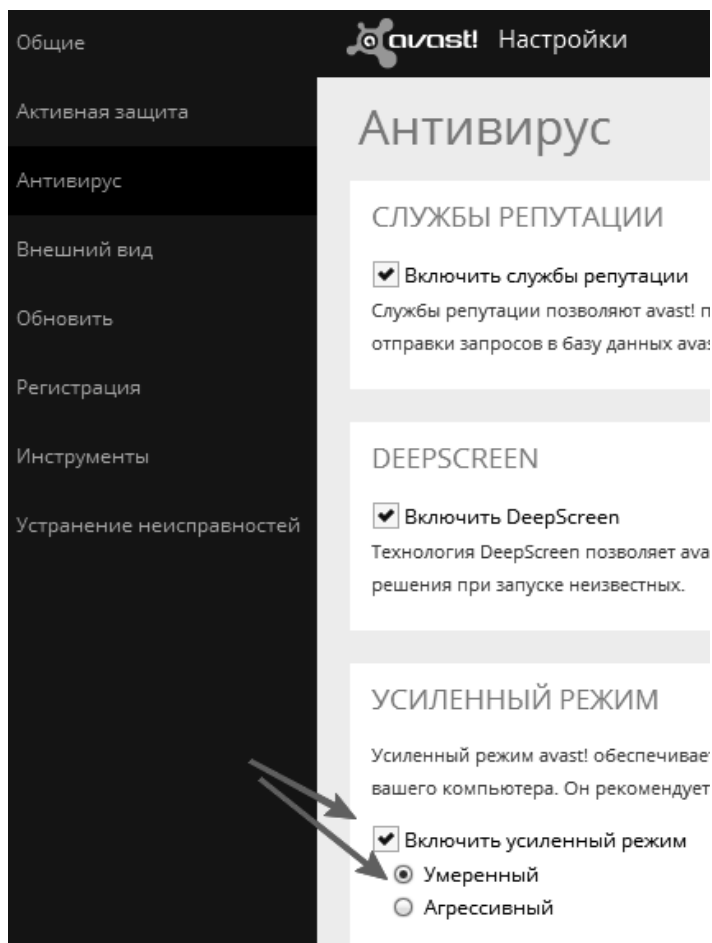 Общие
Активная защита
Антивирус
Внешний вид
Обновить
Регистрация
Инструменты
Устранение неисправностей
avast! Настройки
Антивирус
СЛУЖБЫ РЕПУТАЦИИ
Включить службы репутации
Службы репутации позволяют avast! п
отправки запросов в базу данных avas
DEEPSCREEN
Включить DeepScreen
Технология DeepScreen позволяет ava
решения при запуске неизвестных.
УСИЛЕННЫЙ РЕЖИМ
Усиленный режим avast! обеспечивает
вашего компьютера. Он рекомендует
Включить усиленный режим
Умеренный
Агрессивный